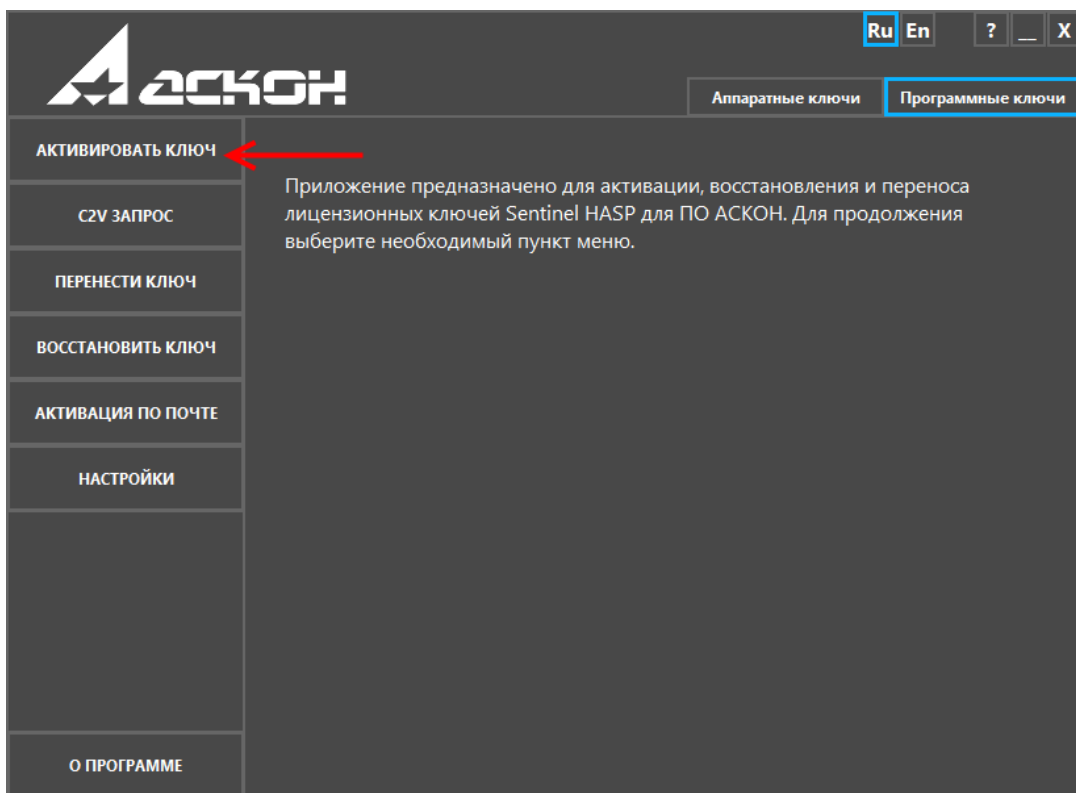 Ru En ? __ X
АСКОН
Аппаратные ключи Программные ключи
АКТИВИРОВАТЬ КЛЮЧ
C2V ЗАПРОС
ПЕРЕНЕСТИ КЛЮЧ
ВОССТАНОВИТЬ КЛЮЧ
АКТИВАЦИЯ ПО ПОЧТЕ
НАСТРОЙКИ
О ПРОГРАММЕ
Приложение предназначено для активации, восстановления и переноса
лицензионных ключей Sentinel HASP для ПО АСКОН. Для продолжения
выберите необходимый пункт меню.